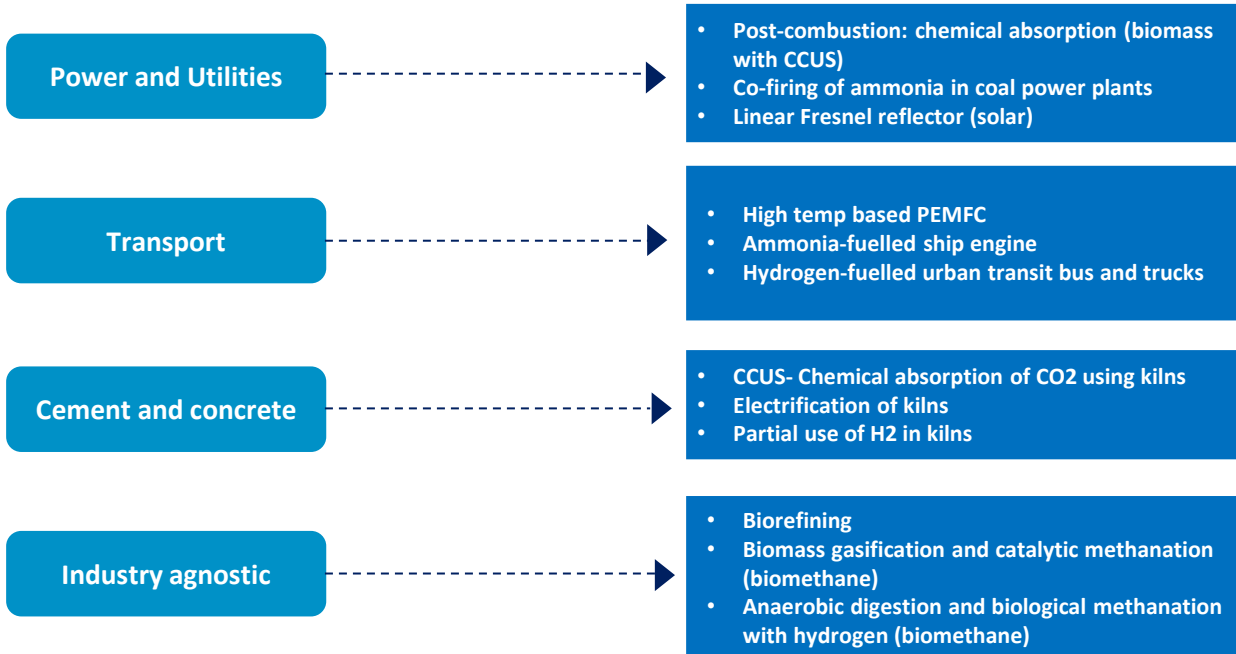 Power and Utilities
• Post-combustion: chemical absorption (biomass
with CCUS)
• Co-firing of ammonia in coal power plants
• Linear Fresnel reflector (solar)
Transport
• High temp based PEMFC
• Ammonia-fuelled ship engine
• Hydrogen-fuelled urban transit bus and trucks
Cement and concrete
• CCUS- Chemical absorption of CO2 using kilns
• Electrification of kilns
• Partial use of H2 in kilns
Industry agnostic
• Biorefining
• Biomass gasification and catalytic methanation
(biomethane)
• Anaerobic digestion and biological methanation
with hydrogen (biomethane)